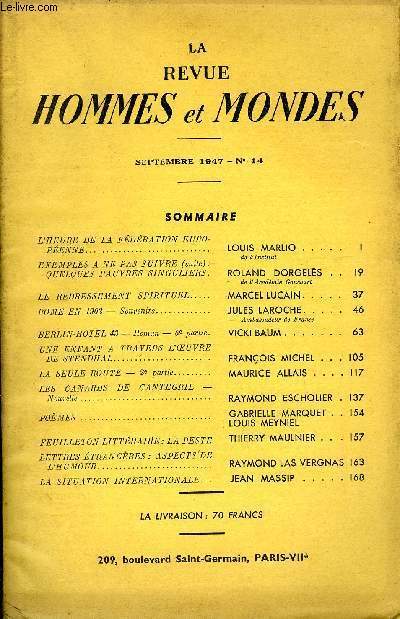 LA
REVUE
HOMMES et MONDES
SEPTEMBRE 1947 - N° 14
SOMMAIRE
L'HEURE DE LA FÉDÉRATION EURO-
PÉENNE. LOUIS MARLIO . . . . . 1
de l'Institut
EXEMPLES A NE PAS SUIVRE (suite) :
QUELQUES PAUVRES SINGULIERS. ROLAND DORGELÈS . . 19
de l'Académie Goncourt
LE REDRESSEMENT SPIRITUEL..... MARCEL LUCAIN. . . . . 37
ROME EN 1903 — Souvenirs. JULES LAROCHE. . . . . 46
Ambassadeur de France
BERLIN-HOTEL 43 — Roman — 5e partie. VICKI BAUM. . . . . 63
UNE ENFANT A TRAVERS L'ŒUVRE
DE STENDHAL. FRANÇOIS MICHEL . . . 105
LA SEULE ROUTE — 2e partie. MAURICE ALLAIS . . . . 117
LES CANARDS DE CANTEGRIL —
Nouvelle. RAYMOND ESCHOLIER . 137
POÈMES. GABRIELLE MARQUET . . 154
LOUIS MEYNIEL
FEUILLETON LITTÉRAIRE : LA PESTE THIERRY MAULNIER . . . 157
LETTRES ÉTRANGÈRES : ASPECTS DE
L'HUMOUR. RAYMOND LAS VERGNAS 163
LA SITUATION INTERNATIONALE. JEAN MASSIP . . . . . 168
LA LIVRAISON : 70 FRANCS
209, boulevard Saint-Germain, PARIS-VIIe